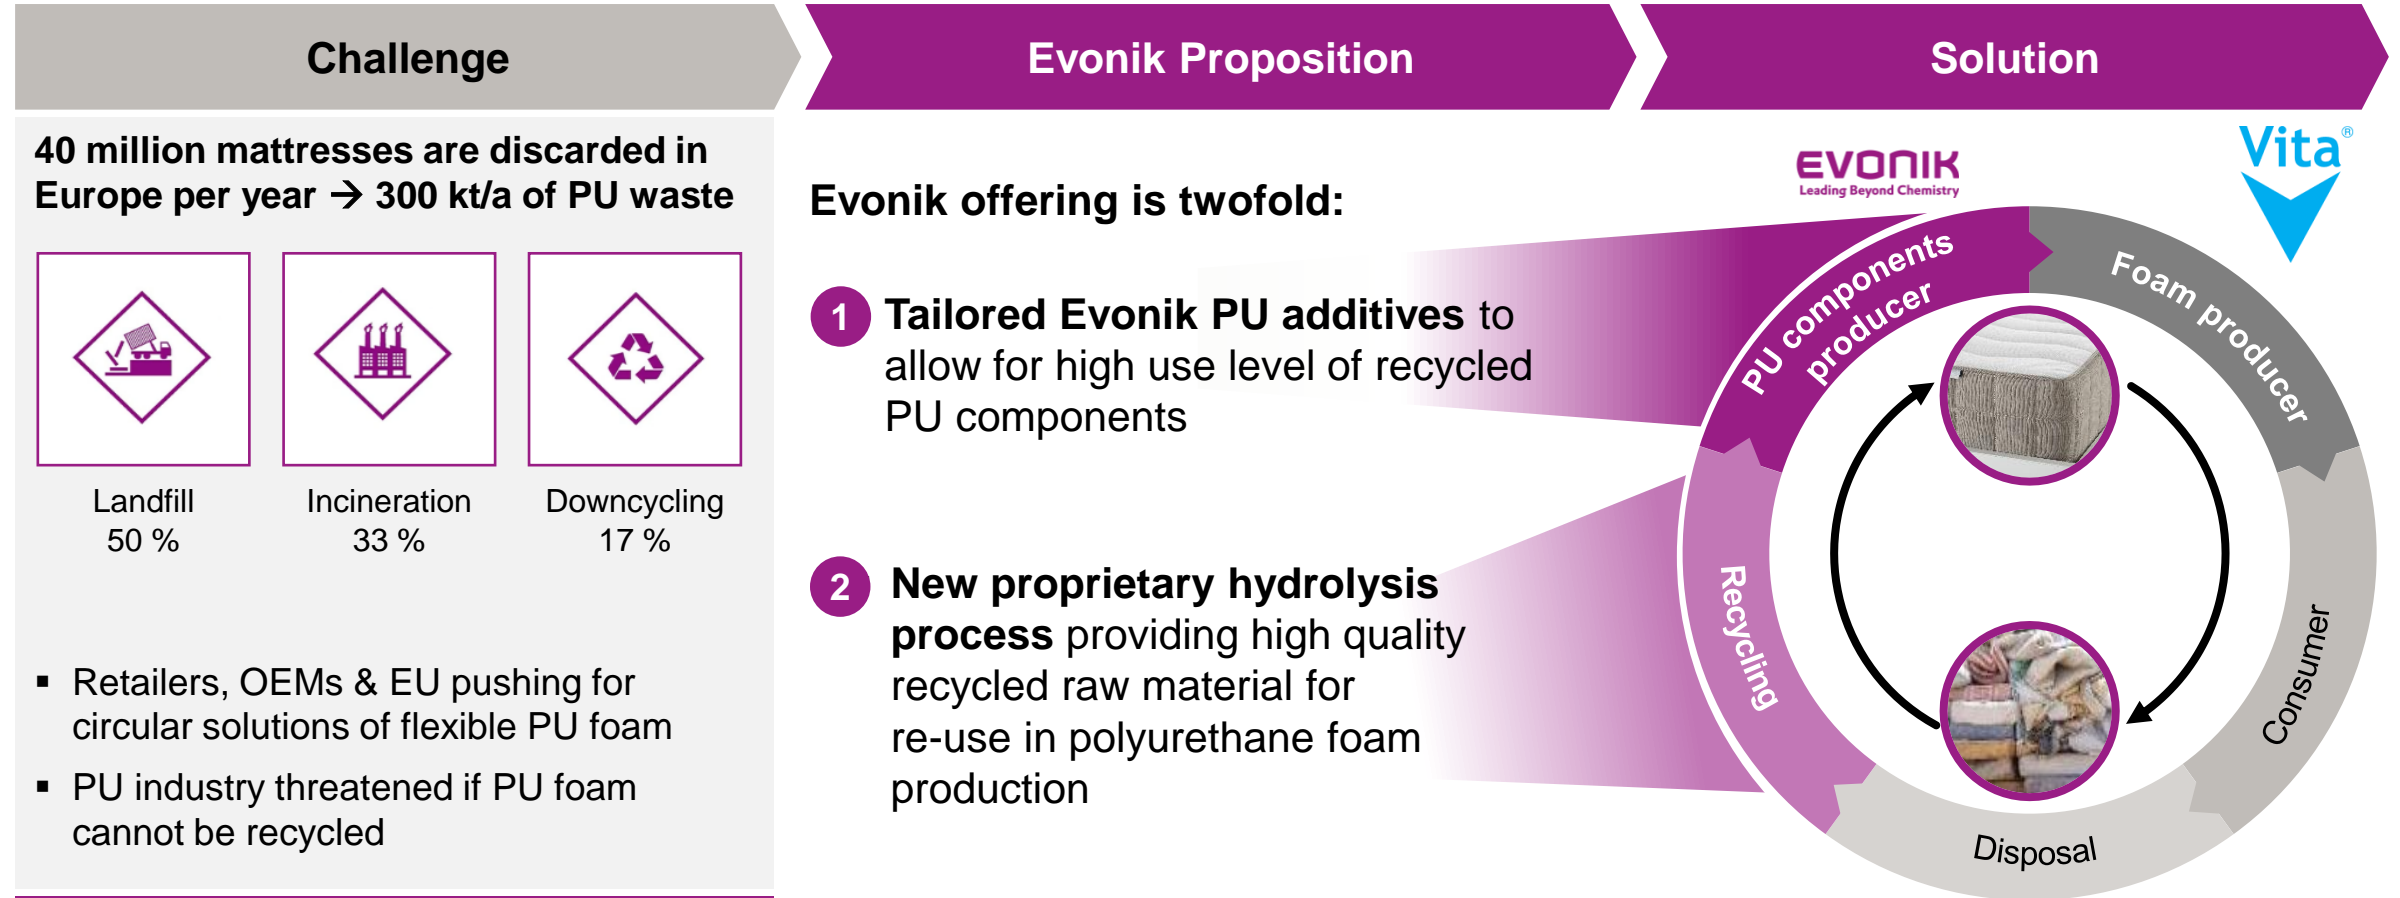 Challenge
Evonik Proposition
Solution
40 million mattresses are discarded in
Europe per year → 300 kt/a of PU waste
Landfill
50 %
Incineration
33 %
Downcycling
17 %
▪ Retailers, OEMs & EU pushing for
circular solutions of flexible PU foam
▪ PU industry threatened if PU foam
cannot be recycled
Evonik offering is twofold:
1 Tailored Evonik PU additives to
allow for high use level of recycled
PU components
2 New proprietary hydrolysis
process providing high quality
recycled raw material for
re-use in polyurethane foam
production
EVONIK
Leading Beyond Chemistry
Vita®
PU components
producer
Foam producer
Consumer
Disposal
Recycling